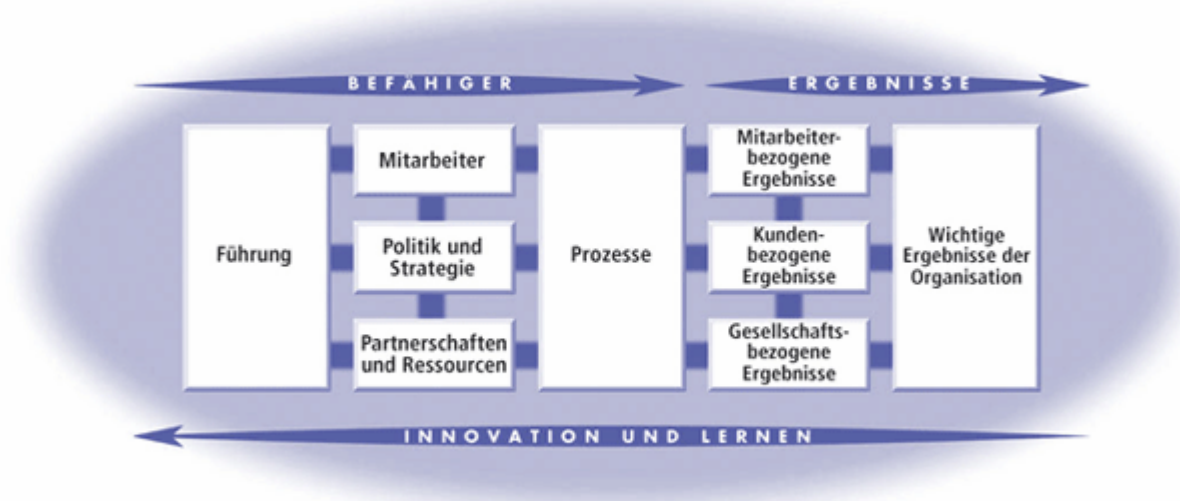 BEFÄHIGER
ERGEBNISSE
Führung
Mitarbeiter
Politik und
Strategie
Partnerschaften
und Ressourcen
Prozesse
Mitarbeiter-
bezogene
Ergebnisse
Kunden-
bezogene
Ergebnisse
Gesellschafts-
bezogene
Ergebnisse
Wichtige
Ergebnisse der
Organisation
INNOVATION UND LERNEN